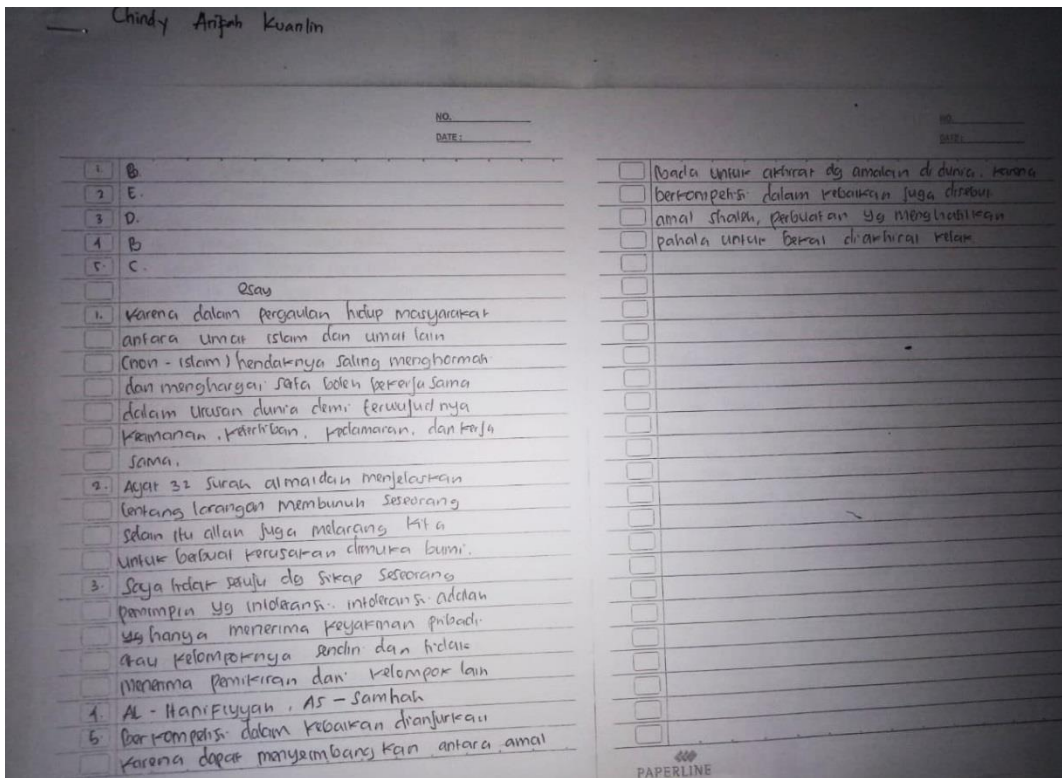 Chindy Arifah Kuanlin
NO.
DATE:
1. B.
2 E.
3 D.
4 B
5. C.
esay
1. Karena dalam pergaulan hidup masyarakat
antara umat islam dan umat lain
(non-islam) hendaknya saling menghormati
dan menghargai serta boleh bekerja sama
dalam urusan dunia demi terwujudnya
keamanan, ketertiban, kedamaran, dan kerja
sama.
2. Ayat 32 Surah almaidah menjelaskan
tentang larangan membunuh seseorang
selain itu allah juga melarang kita
untuk berbuat kerusakan dimuka bumi.
3. Saya tidak setuju dg sikap seseorang
pemimpin yg intoleransi. intoleransi adalah
yg hanya menerima keyakinan pribadi
atau kelompoknya sendiri dan tidak
menerima pemikiran dari kelompok lain
4. AL-Hanifiyyah, AS-Samhah
5 Berkompetisi dalam kebaikan dianjurkan
karena dapat menyeimbangkan antara amal
NO.
DATE:
untuk akhirat dg amalan di dunia, karena
berkompetisi dalam kebaikan juga disebut
amal shaleh, perbuatan yg menghasilkan
pahala untuk bekal diakhirat kelak
PAPERLINE